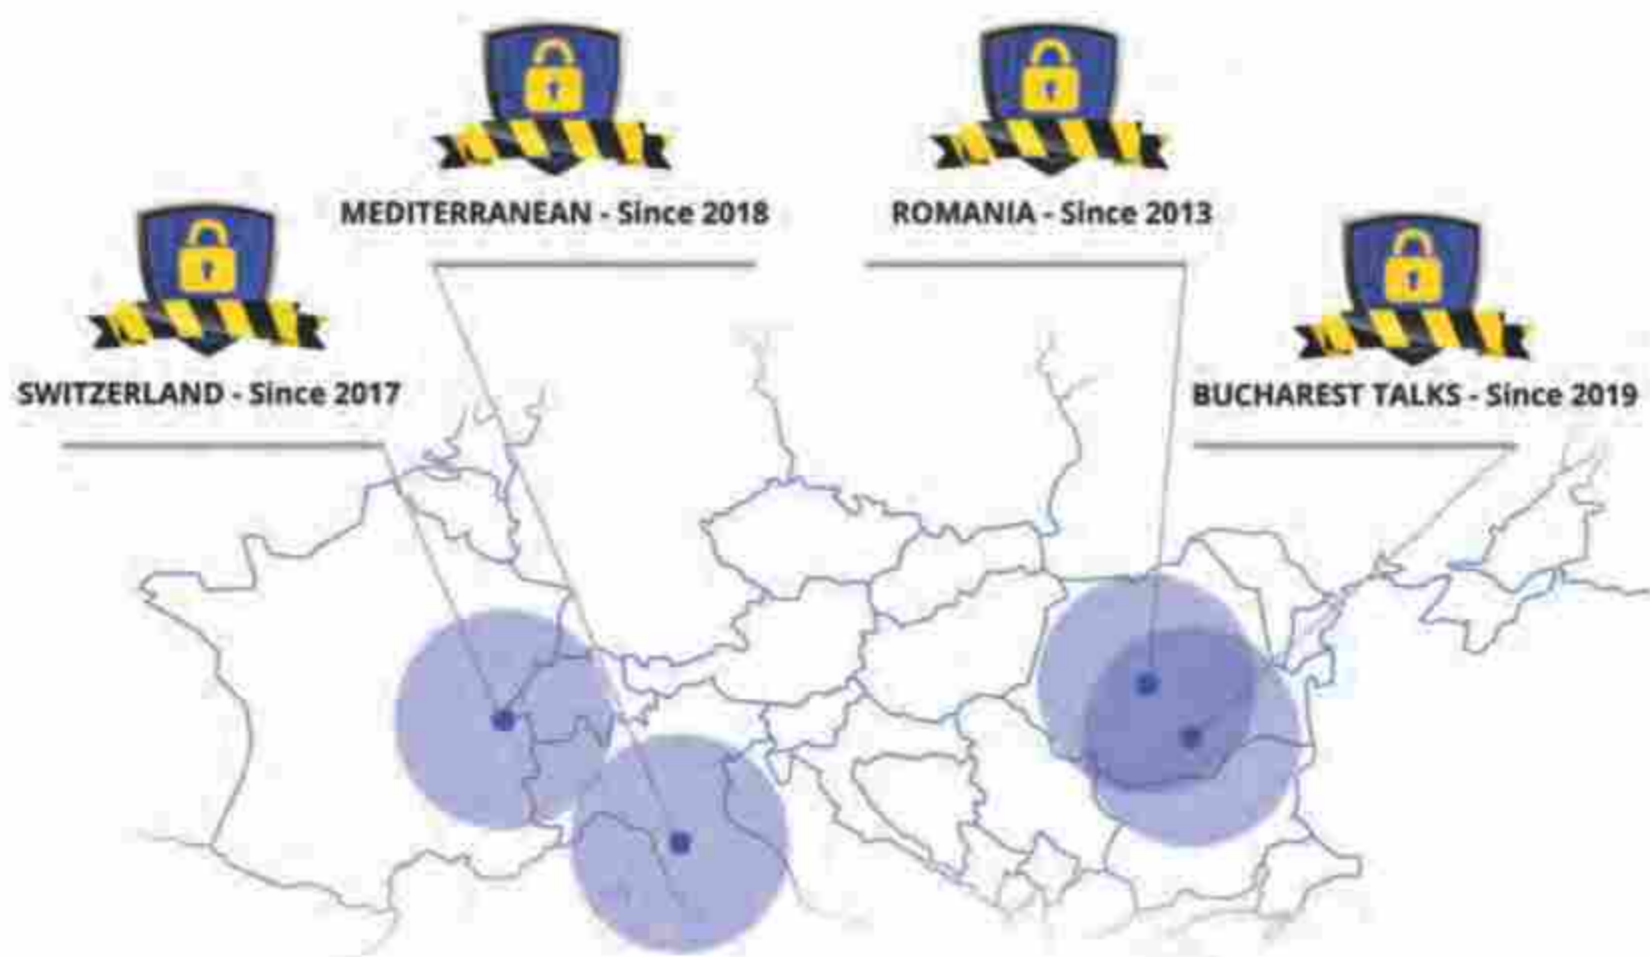 MEDITERRANEAN - Since 2018
ROMANIA - Since 2013
SWITZERLAND - Since 2017
BUCHAREST TALKS - Since 2019